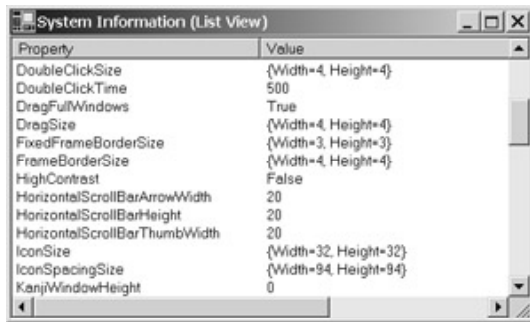 System Information (List View)
Property Value
DoubleClickSize {Width=4, Height=4}
DoubleClickTime 500
DragFullWindows True
DragSize {Width=4, Height=4}
FixedFrameBorderSize {Width=3, Height=3}
FrameBorderSize {Width=4, Height=4}
HighContrast False
HorizontalScrollBarArrowWidth 20
HorizontalScrollBarHeight 20
HorizontalScrollBarThumbWidth 20
IconSize {Width=32, Height=32}
IconSpacingSize {Width=94, Height=94}
KanjiWindowHeight 0